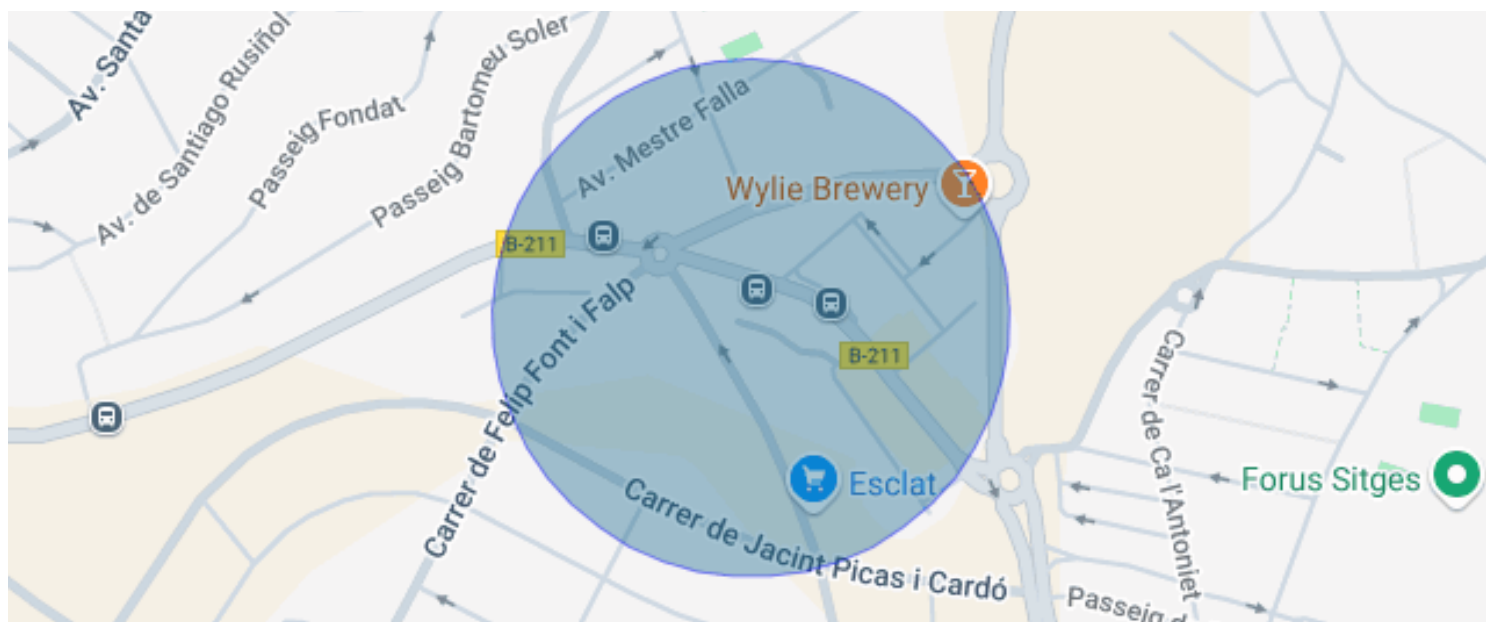 Av. Santa
Av. de Santiago Rusiñol
Passeig Fondat
Passeig Bartomeu Soler
Av. Mestre Falla
Wylie Brewery
B-211
Carrer de Felip Font i Falp
B-211
Esclat
Carrer de Jacint Picas i Cardó
Carrer de Ca l'Antoniet
Forus Sitges
Passeig d